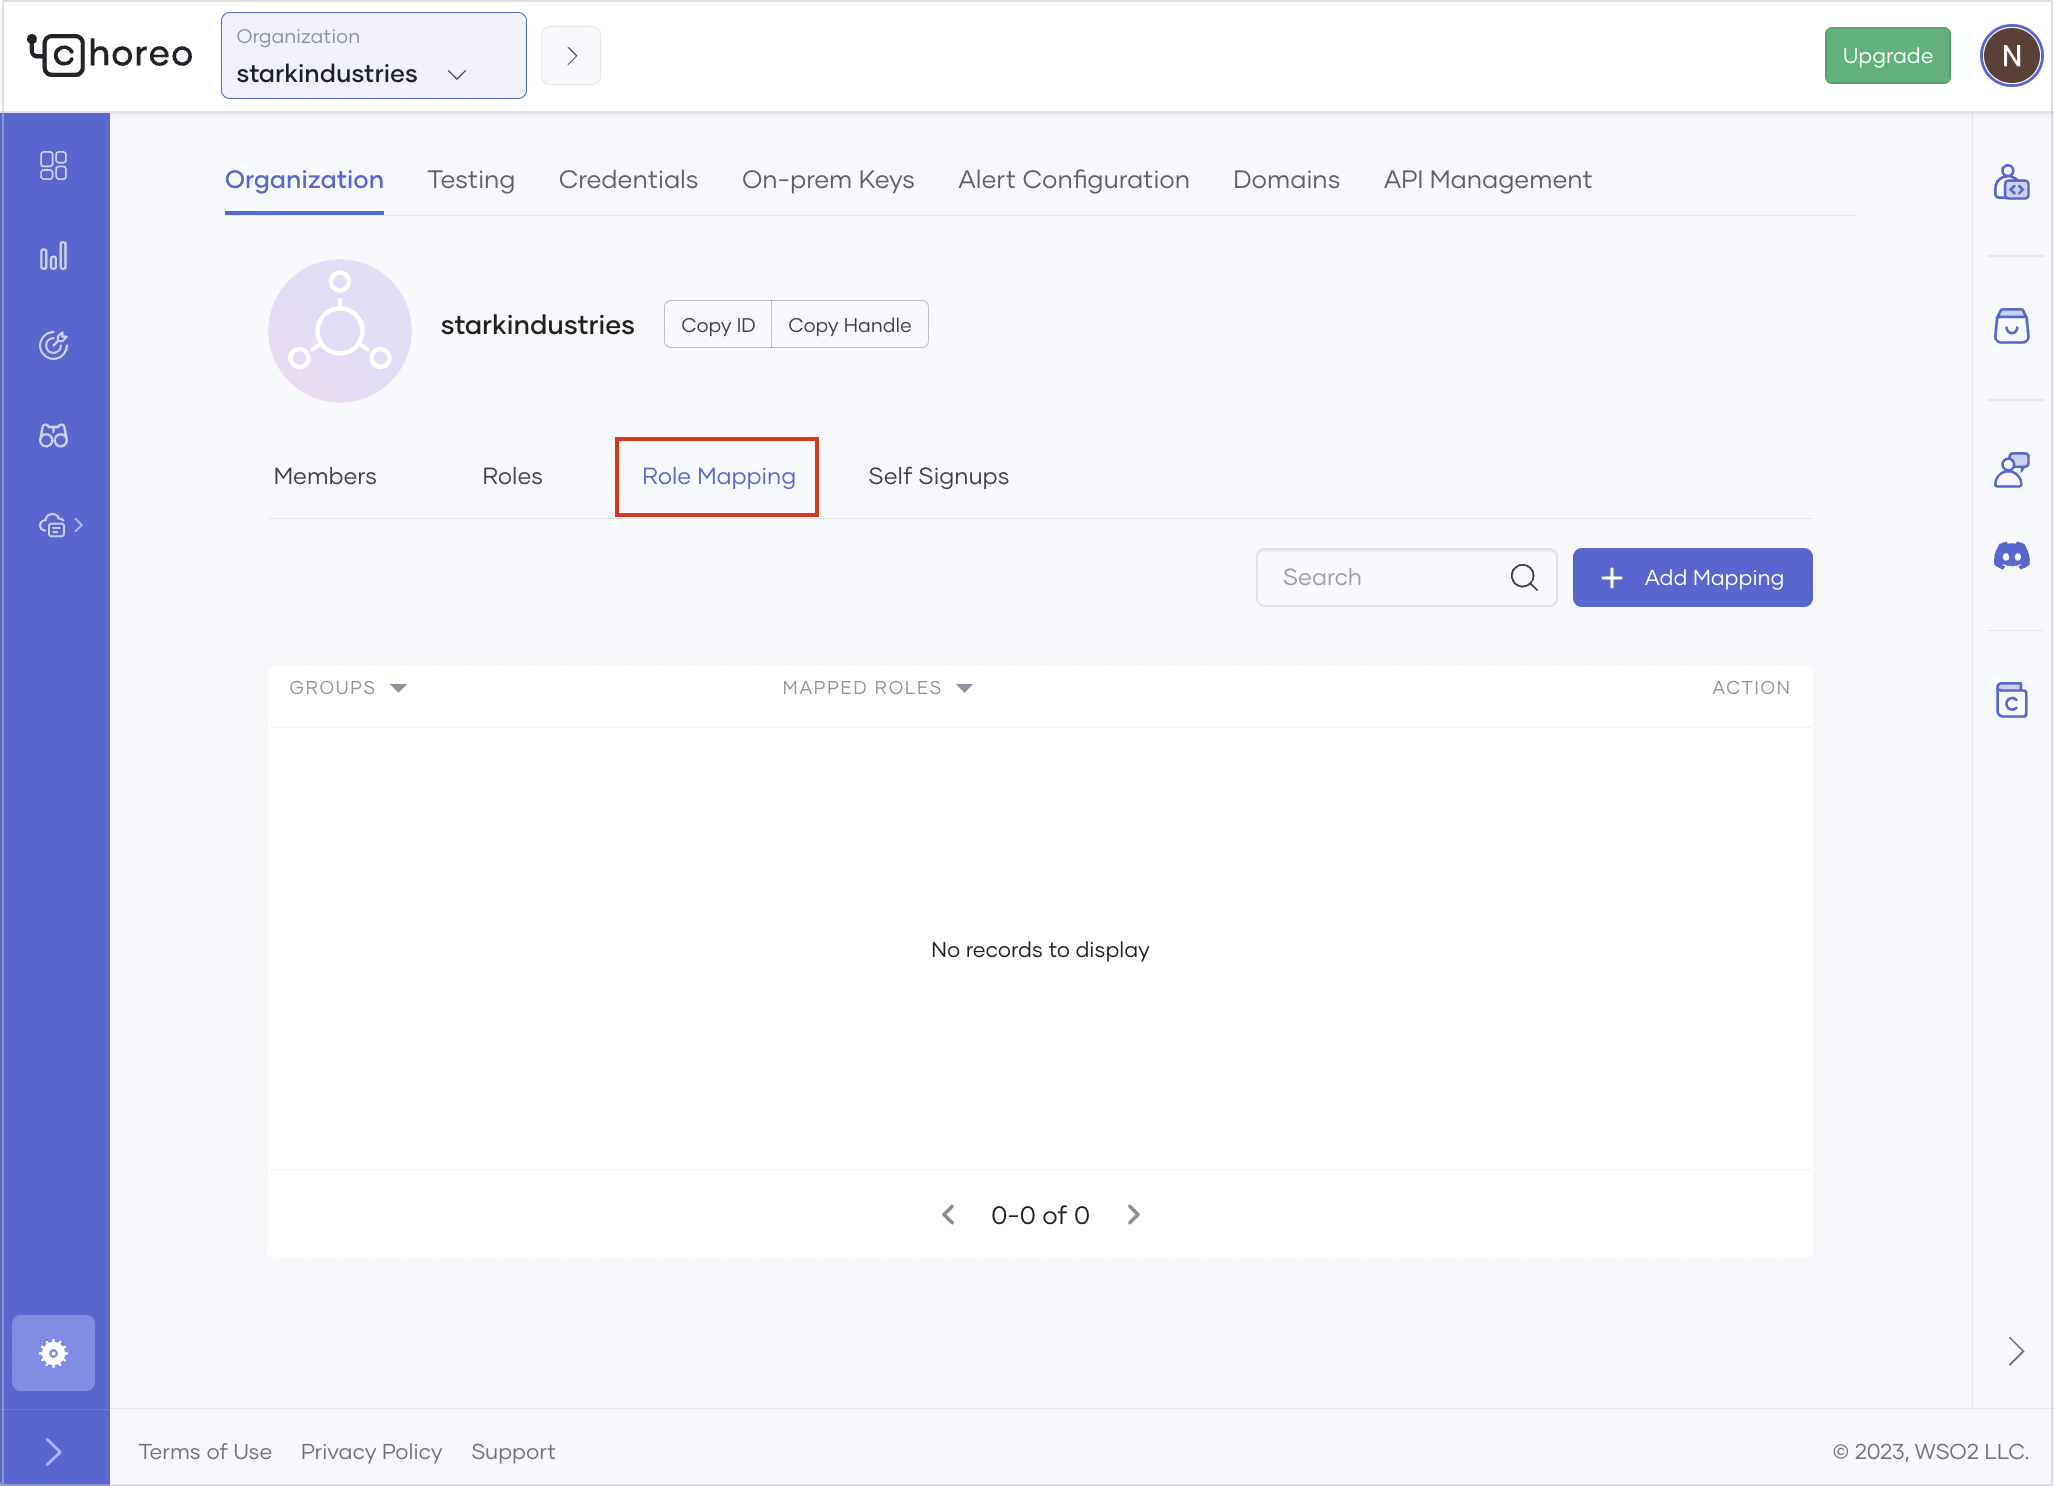 Choreo
Organization
starkindustries
Upgrade
N
Organization Testing Credentials On-prem Keys Alert Configuration Domains API Management
starkindustries Copy ID Copy Handle
Members Roles Role Mapping Self Signups
Search + Add Mapping
GROUPS MAPPED ROLES ACTION
No records to display
0-0 of 0
C
Terms of Use Privacy Policy Support © 2023, WSO2 LLC.